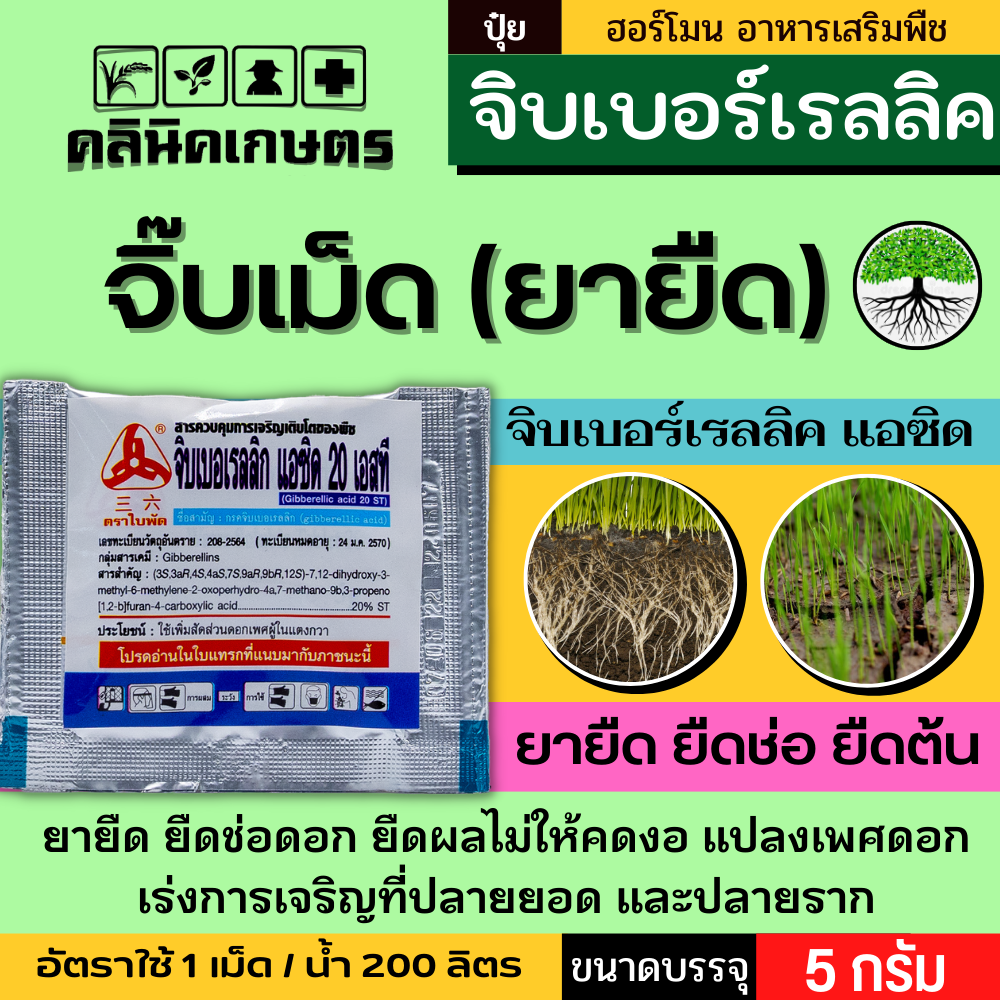 ปุ๋ย
ฮอร์โมน อาหารเสริมพืช
จิบเบอร์เรลลิค
คลินิคเกษตร
จิ๊บเม็ด (ยายืด)
จิบเบอร์เรลลิค แอซิด
สารควบคุมการเจริญเติบโตของพืช
จิบเบอเรลลิก แอซิด 20 เอสที
(Gibberellic acid 20 ST)
ชื่อสามัญ : กรดจิบเบอเรลลิก (gibberellic acid)
®
三 六
ตราใบพัด
เลขทะเบียนวัตถุอันตราย : 208-2564 (ทะเบียนหมดอายุ : 24 ม.ค. 2570)
กลุ่มสารเคมี : Gibberellins
สารสำคัญ : (3S,3aR,4S,4aS,7S,9aR,9bR,12S)-7,12-dihydroxy-3-
methyl-6-methylene-2-oxoperhydro-4a,7-methano-9b,3-propeno
[1,2-b]furan-4-carboxylic acid........................20% ST
ประโยชน์ : ใช้เพิ่มสัดส่วนดอกเพศผู้ในแตงกวา
โปรดอ่านในใบแทรกที่แนบมากับภาชนะนี้
การผสม
ระวัง
การใช้
ยายืด ยืดช่อ ยืดต้น
ยายืด ยืดช่อดอก ยืดผลไม่ให้คดงอ แปลงเพศดอก
เร่งการเจริญที่ปลายยอด และปลายราก
อัตราใช้ 1 เม็ด / น้ำ 200 ลิตร
ขนาดบรรจุ
5 กรัม